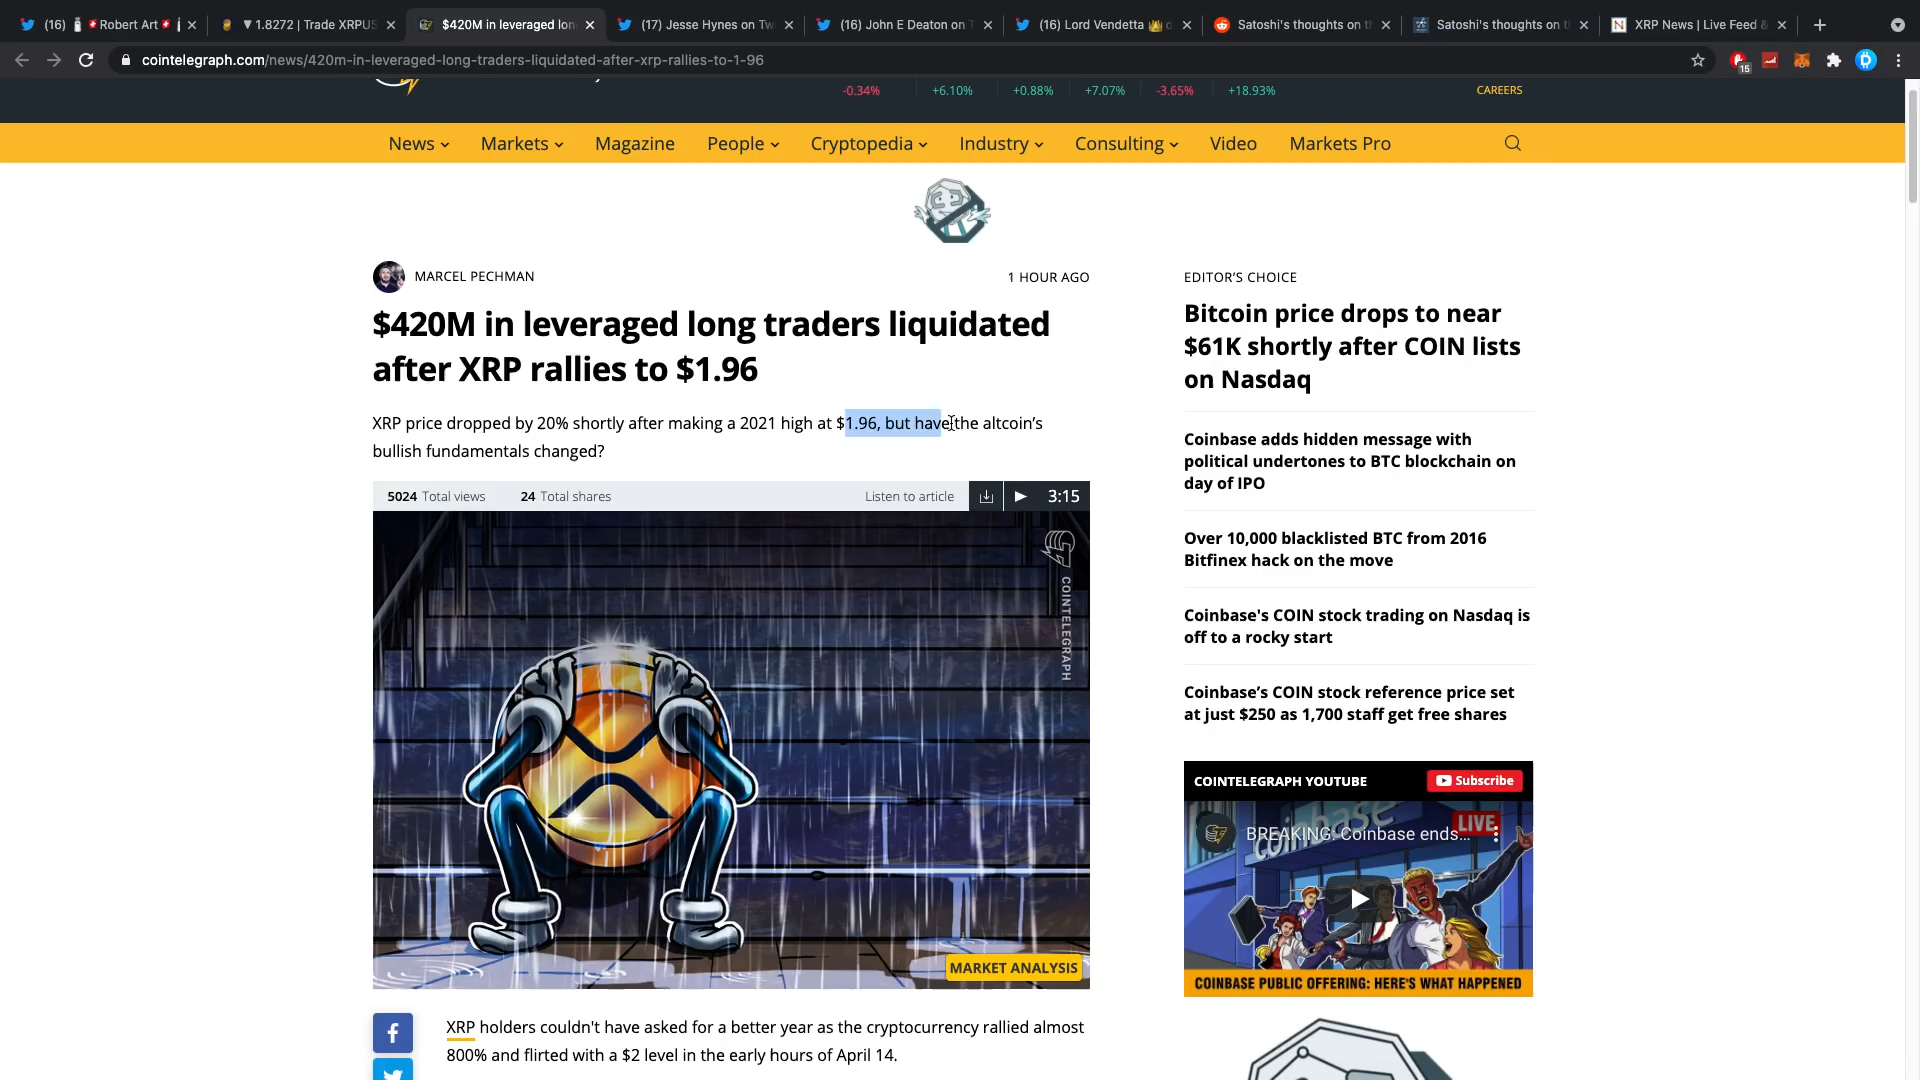 (16) Robert Art
▼1.8272 | Trade XRPUS
$420M in leveraged lon
(17) Jesse Hynes on Tw
(16) John E Deaton on T
(16) Lord Vendetta
Satoshi's thoughts on t
Satoshi's thoughts on t
XRP News | Live Feed &
cointelegraph.com/news/420m-in-leveraged-long-traders-liquidated-after-xrp-rallies-to-1-96
15
-0.34%
+6.10%
+0.88%
+7.07%
-3.65%
+18.93%
CAREERS
News
Markets
Magazine
People
Cryptopedia
Industry
Consulting
Video
Markets Pro
MARCEL PECHMAN
1 HOUR AGO
$420M in leveraged long traders liquidated
after XRP rallies to $1.96
XRP price dropped by 20% shortly after making a 2021 high at $1.96, but have the altcoin’s
bullish fundamentals changed?
5024 Total views
24 Total shares
Listen to article
3:15
COINTELEGRAPH
MARKET ANALYSIS
XRP holders couldn't have asked for a better year as the cryptocurrency rallied almost
800% and flirted with a $2 level in the early hours of April 14.
EDITOR’S CHOICE
Bitcoin price drops to near
$61K shortly after COIN lists
on Nasdaq
Coinbase adds hidden message with
political undertones to BTC blockchain on
day of IPO
Over 10,000 blacklisted BTC from 2016
Bitfinex hack on the move
Coinbase's COIN stock trading on Nasdaq is
off to a rocky start
Coinbase’s COIN stock reference price set
at just $250 as 1,700 staff get free shares
COINTELEGRAPH YOUTUBE
Subscribe
BREAKING: Coinbase ends...
LIVE
coinbase
COINBASE PUBLIC OFFERING: HERE'S WHAT HAPPENED